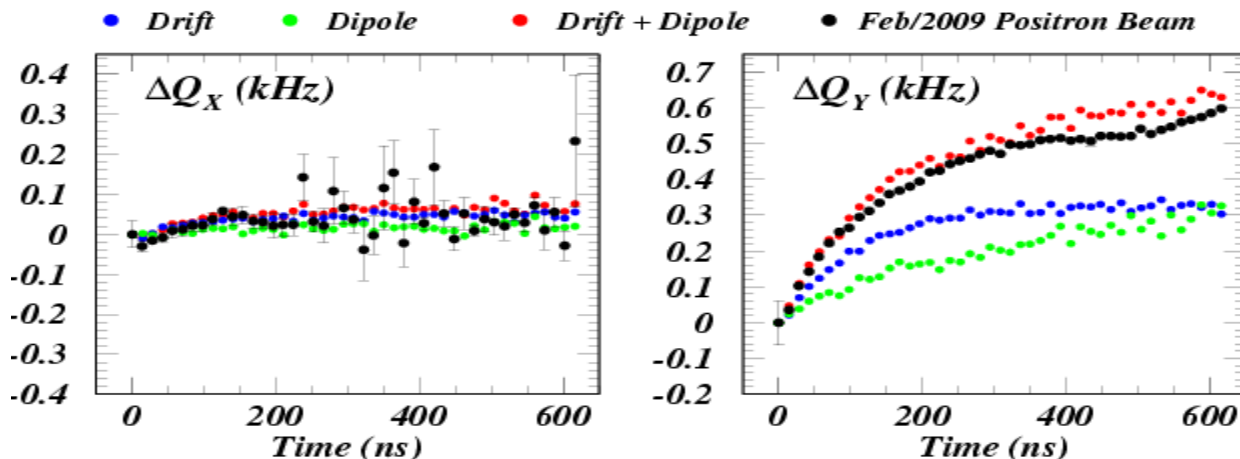 Drift Dipole Drift + Dipole Feb/2009 Positron Beam
ΔQX (kHz)
0.4
0.3
0.2
0.1
0
-0.1
-0.2
-0.3
-0.4
0 200 400 600
Time (ns)
ΔQY (kHz)
0.7
0.6
0.5
0.4
0.3
0.2
0.1
0
-0.1
-0.2
0 200 400 600
Time (ns)